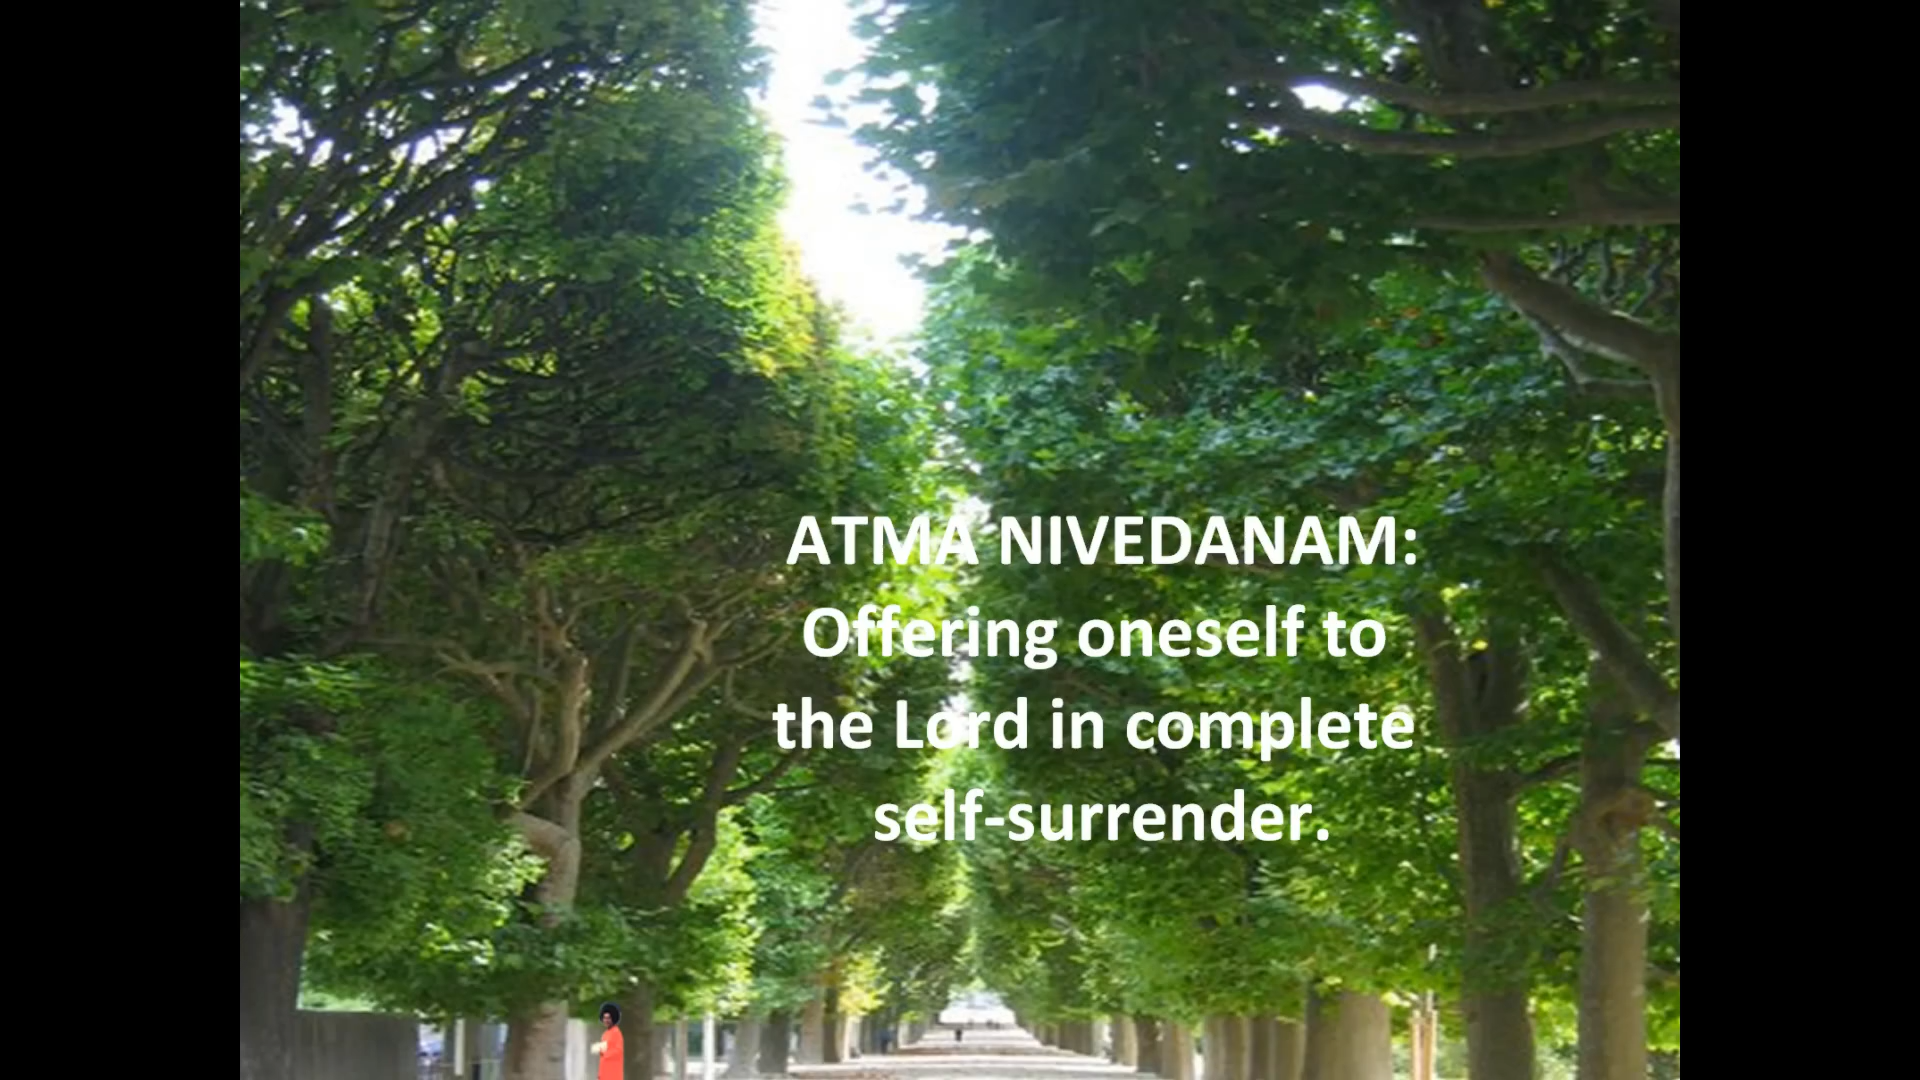 ATMA NIVEDANAM:
Offering oneself to
the Lord in complete
self-surrender.